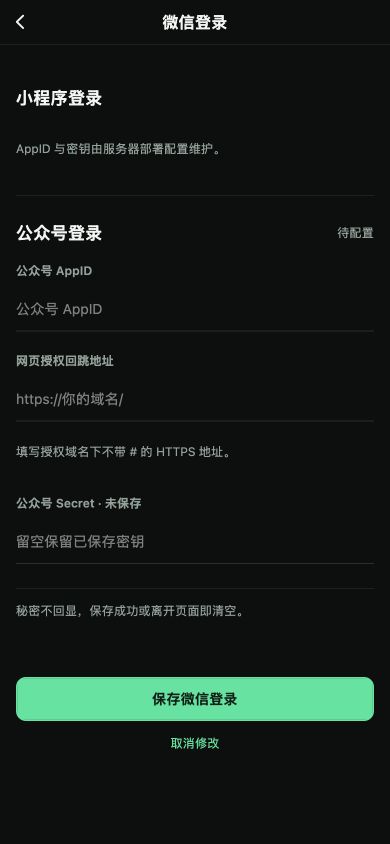 微信登录
小程序登录
AppID 与密钥由服务器部署配置维护。
公众号登录
待配置
公众号 AppID
公众号 AppID
网页授权回跳地址
https://你的域名/
填写授权域名下不带 # 的 HTTPS 地址。
公众号 Secret · 未保存
留空保留已保存密钥
秘密不回显，保存成功或离开页面即清空。
保存微信登录
取消修改